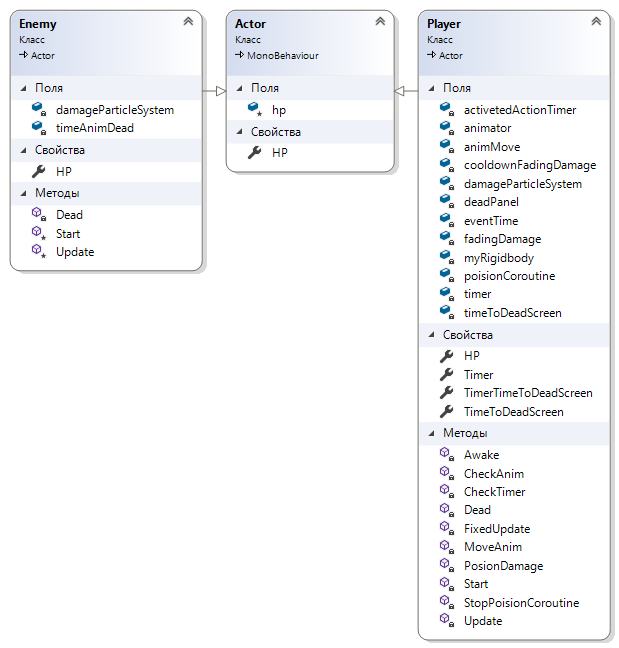 Enemy
Класс
Actor
Поля
damageParticleSystem
timeAnimDead
Свойства
HP
Методы
Dead
Start
Update
Actor
Класс
MonoBehaviour
Поля
hp
Свойства
HP
Player
Класс
Actor
Поля
activetedActionTimer
animator
animMove
cooldownFadingDamage
damageParticleSystem
deadPanel
eventTime
fadingDamage
myRigidbody
poisionCoroutine
timer
timeToDeadScreen
Свойства
HP
Timer
TimerTimeToDeadScreen
TimeToDeadScreen
Методы
Awake
CheckAnim
CheckTimer
Dead
FixedUpdate
MoveAnim
PosionDamage
Start
StopPoisionCoroutine
Update